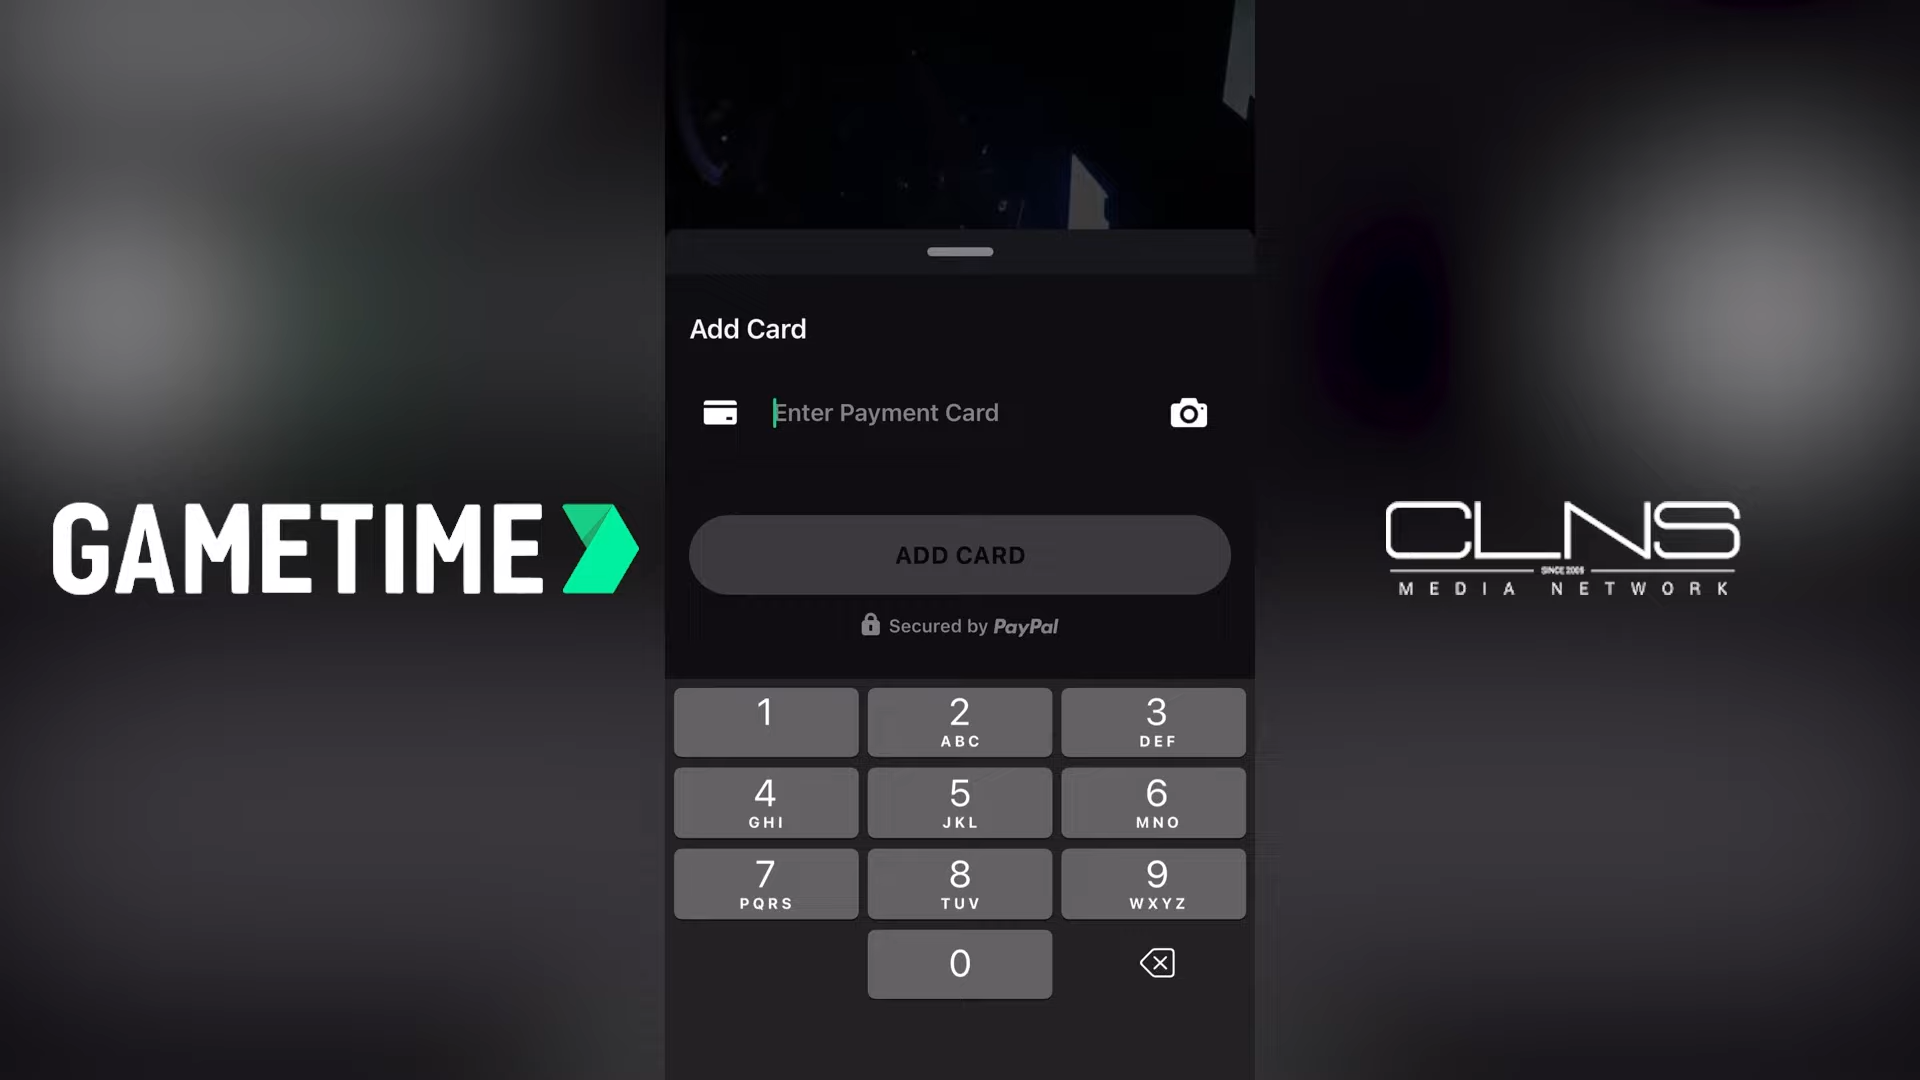 Add Card
Enter Payment Card
ADD CARD
Secured by PayPal
GAMETIME
CLNS
SINCE 2005
MEDIA NETWORK
1
2
ABC
3
DEF
4
GHI
5
JKL
6
MNO
7
PQRS
8
TUV
9
WXYZ
0